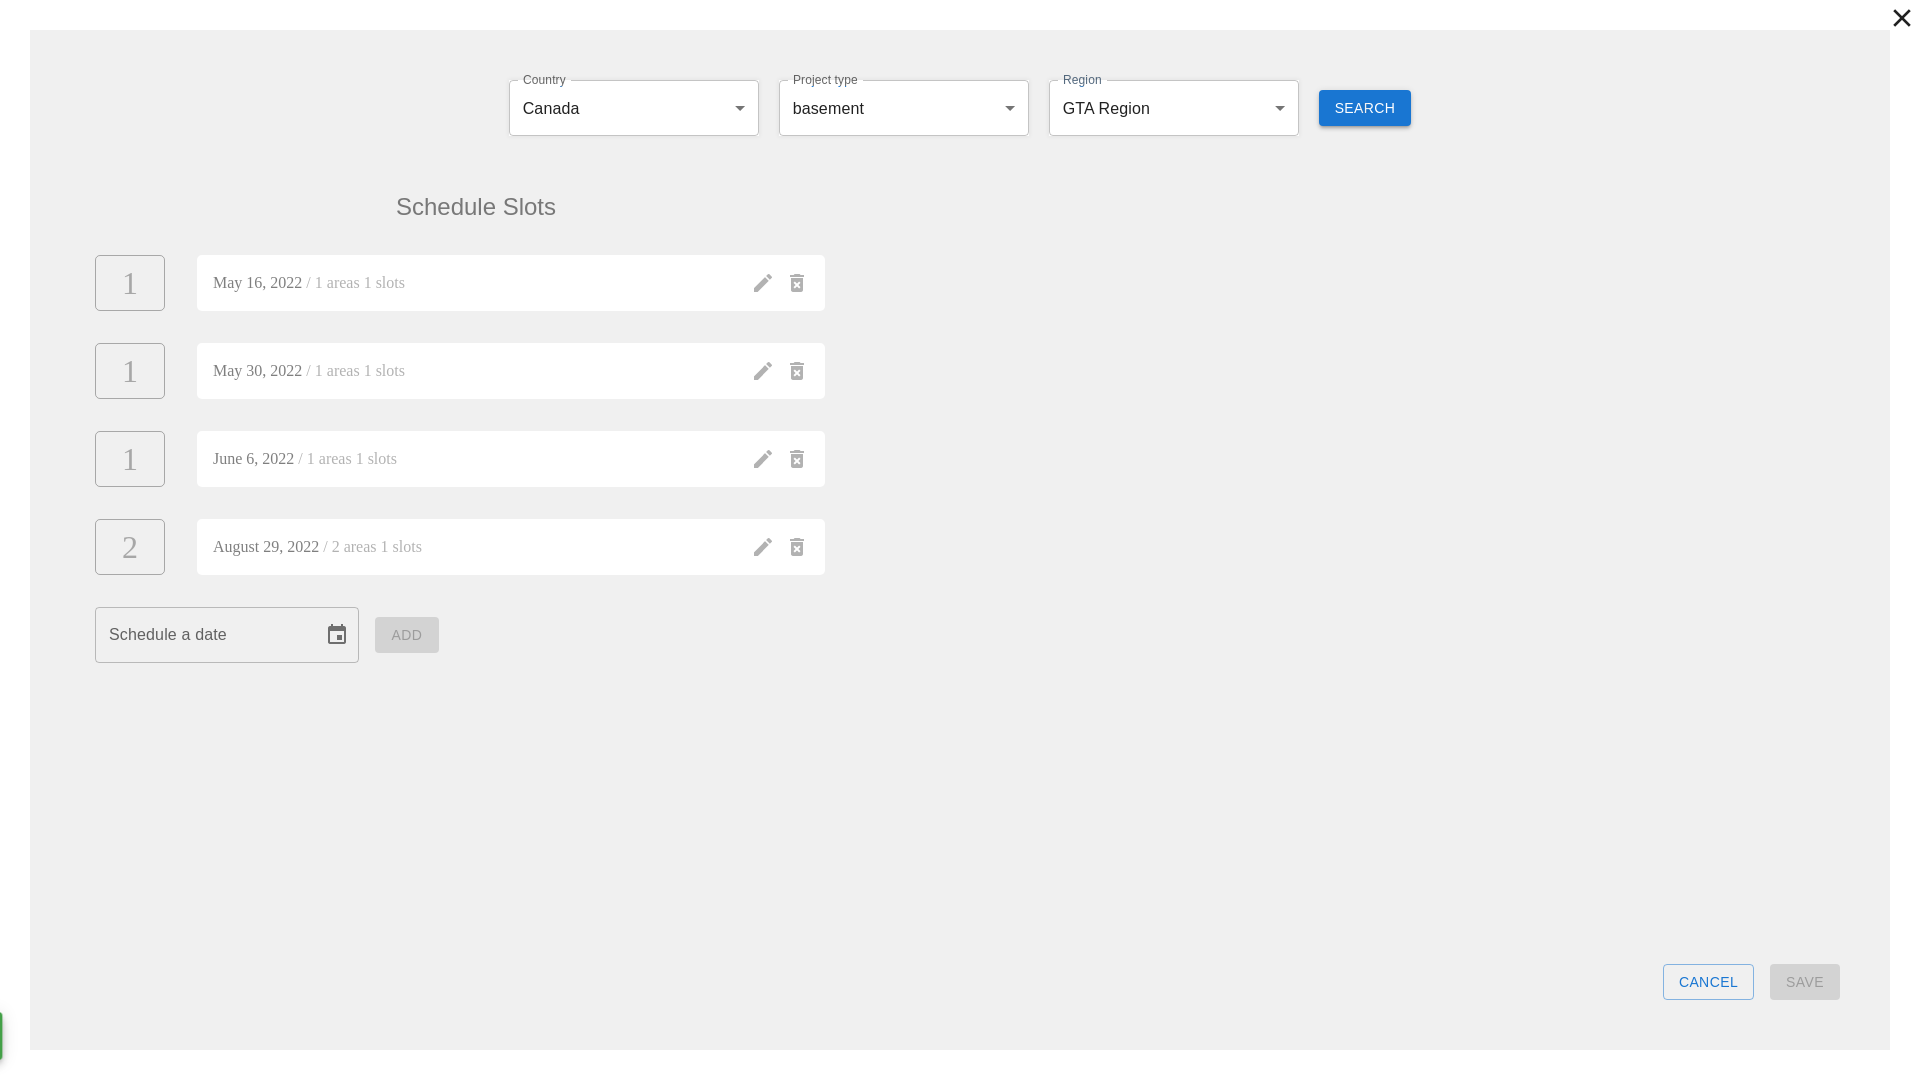 Country
Canada
Project type
basement
Region
GTA Region
SEARCH
Schedule Slots
1
May 16, 2022 / 1 areas 1 slots
1
May 30, 2022 / 1 areas 1 slots
1
June 6, 2022 / 1 areas 1 slots
2
August 29, 2022 / 2 areas 1 slots
Schedule a date
ADD
CANCEL
SAVE